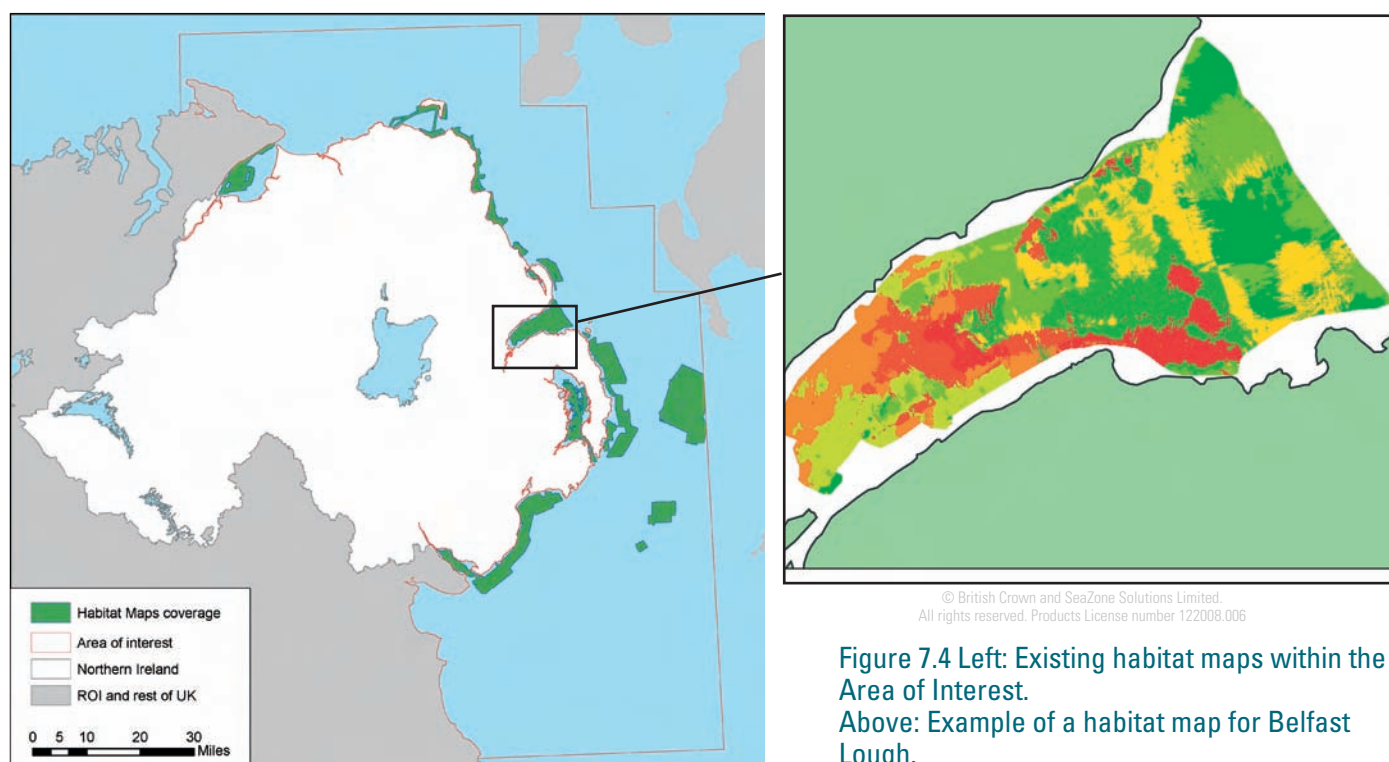 Habitat Maps coverage
Area of interest
Northern Ireland
ROI and rest of UK
0 5 10 20 30
Miles
© British Crown and SeaZone Solutions Limited.
All rights reserved. Products License number 122008.006
Figure 7.4 Left: Existing habitat maps within the
Area of Interest.
Above: Example of a habitat map for Belfast
Lough.